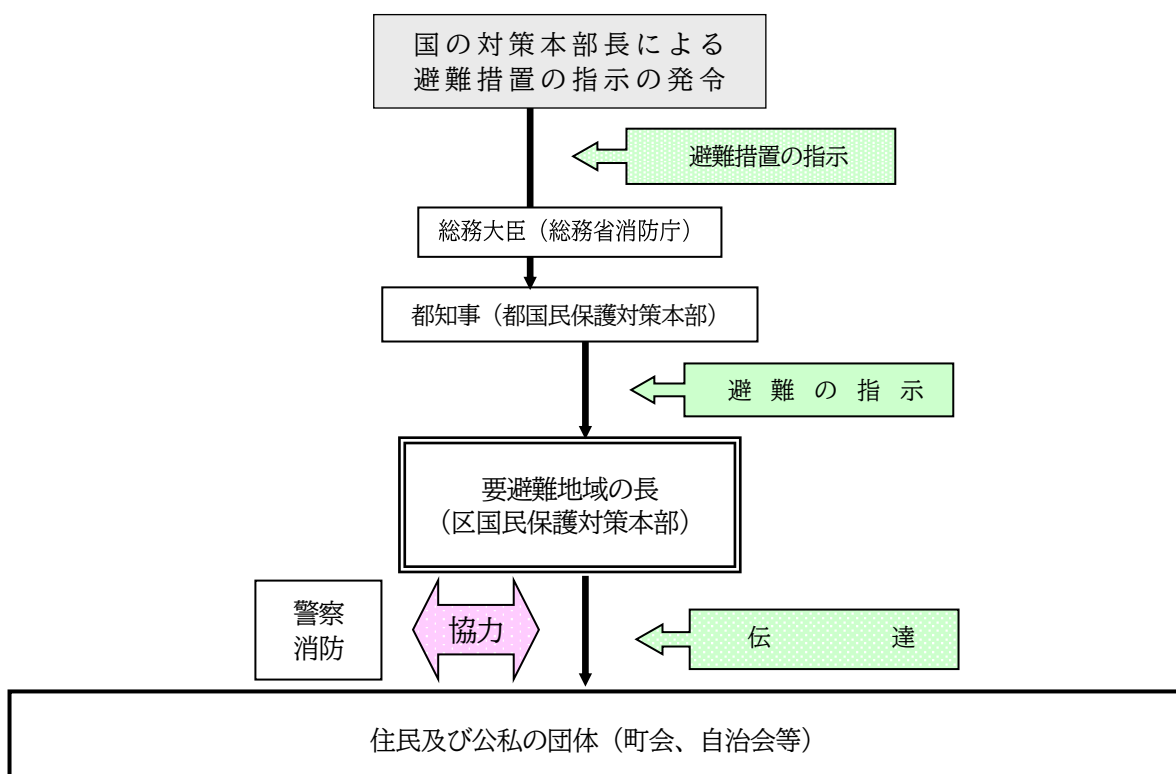 国の対策本部長による
避難措置の指示の発令
避難措置の指示
総務大臣（総務省消防庁）
都知事（都国民保護対策本部）
避難の指示
要避難地域の長
（区国民保護対策本部）
警察
消防
協力
伝達
住民及び公私の団体（町会、自治会等）